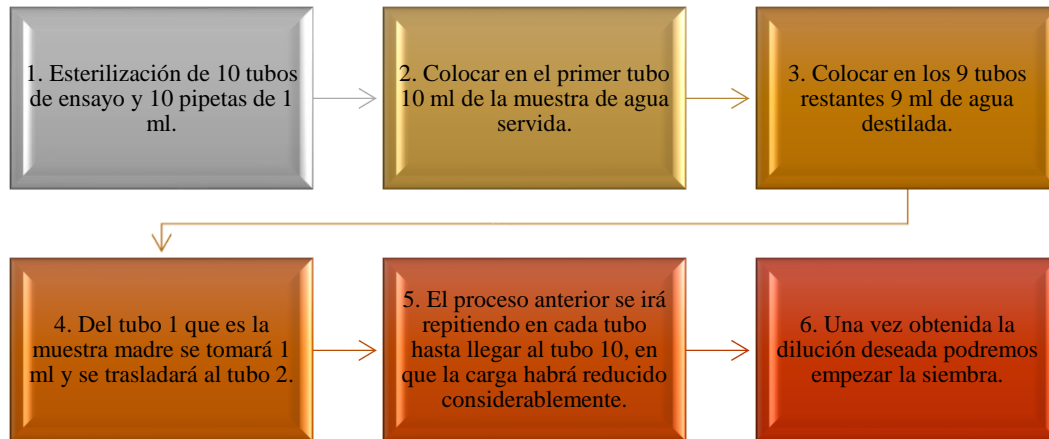 1. Esterilización de 10 tubos
de ensayo y 10 pipetas de 1
ml.
2. Colocar en el primer tubo
10 ml de la muestra de agua
servida.
3. Colocar en los 9 tubos
restantes 9 ml de agua
destilada.
4. Del tubo 1 que es la
muestra madre se tomará 1
ml y se trasladará al tubo 2.
5. El proceso anterior se irá
repitiendo en cada tubo
hasta llegar al tubo 10, en
que la carga habrá reducido
considerablemente.
6. Una vez obtenida la
dilución deseada podremos
empezar la siembra.